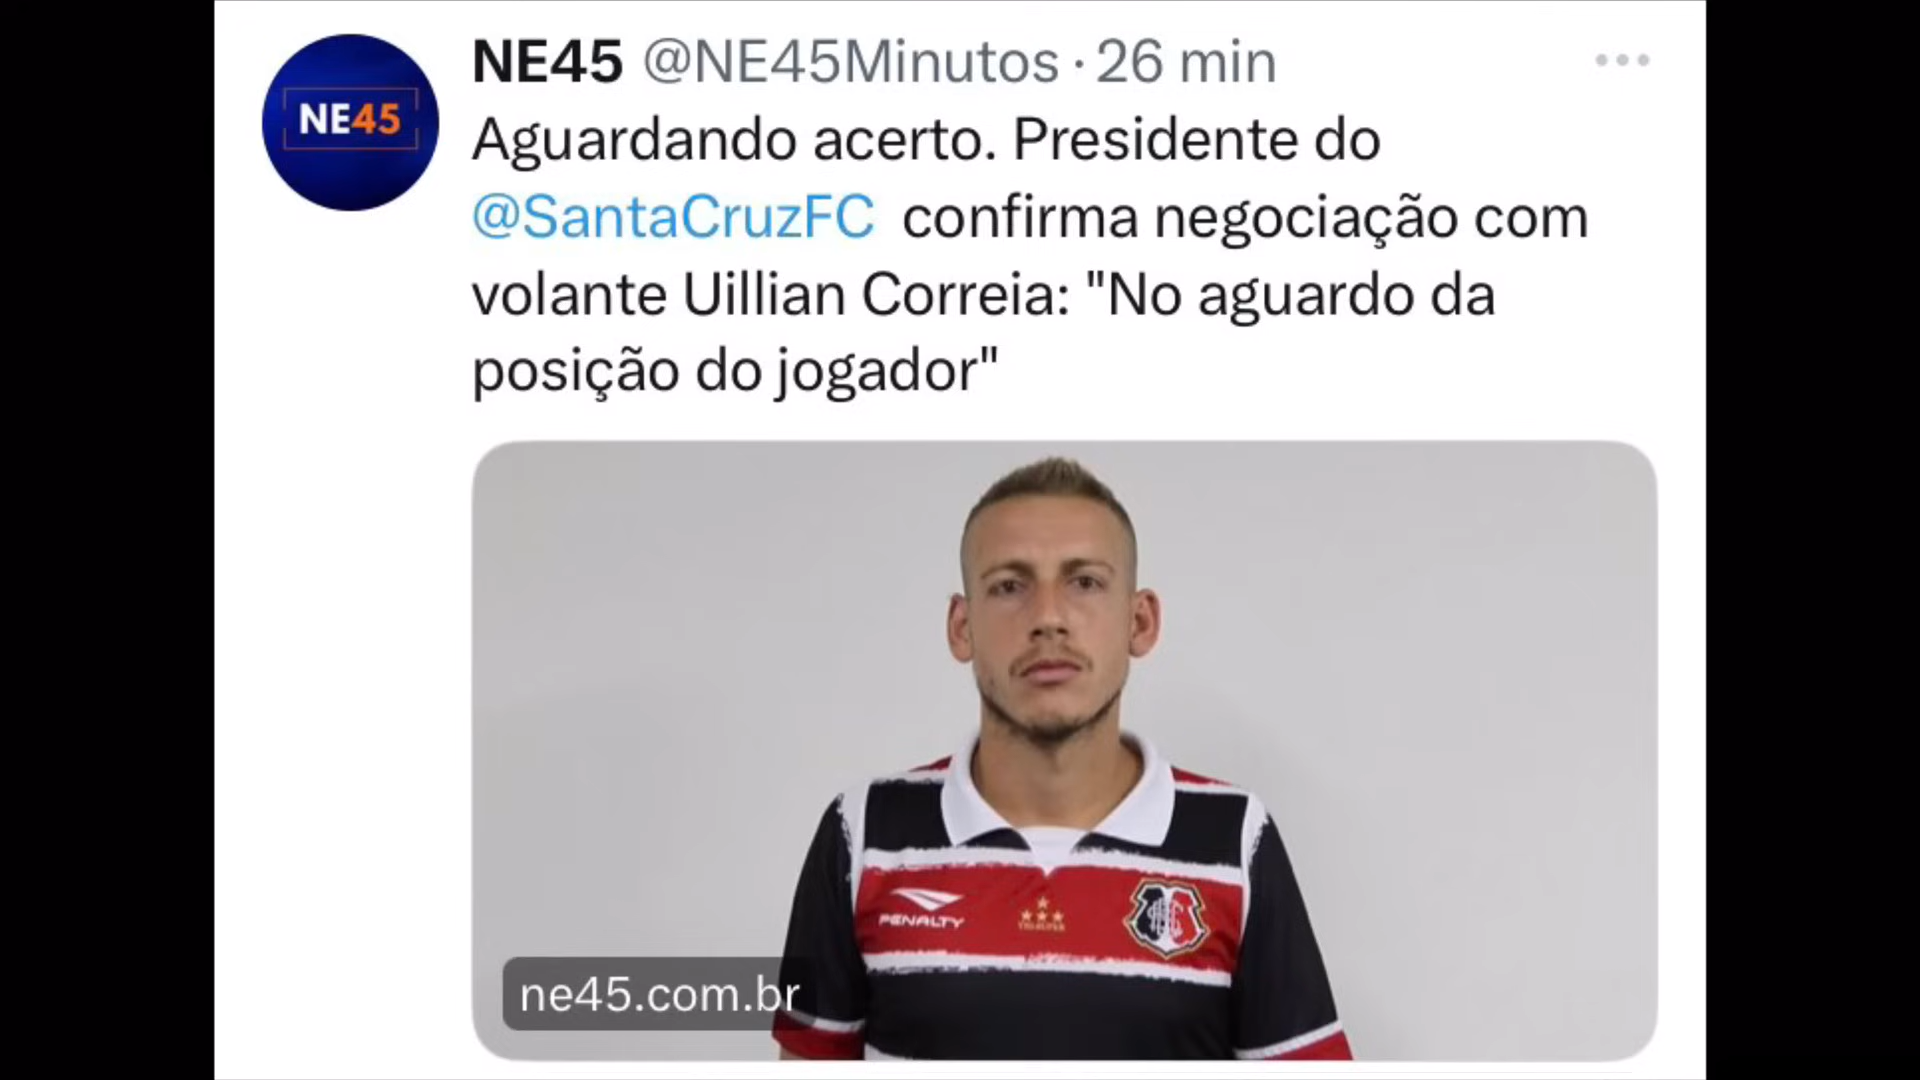 NE45 @NE45Minutos · 26 min
NE45
Aguardando acerto. Presidente do
@SantaCruzFC confirma negociação com
volante Uillian Correia: "No aguardo da
posição do jogador"
PENALTY
ne45.com.br